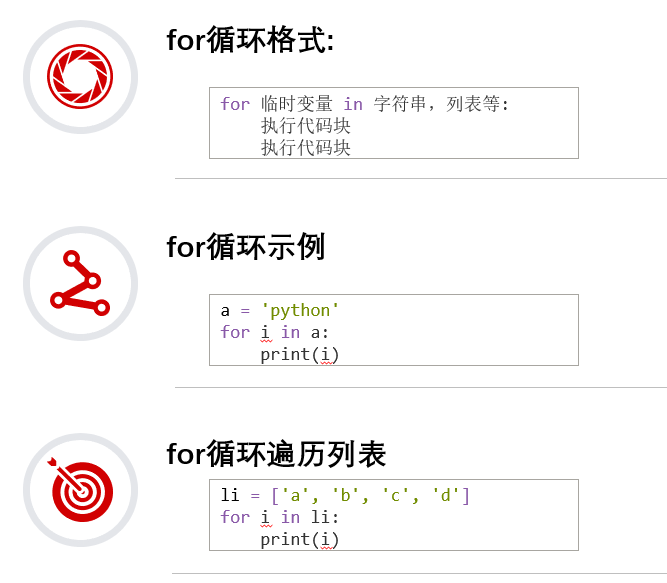 for循环格式:
for 临时变量 in 字符串，列表等:
    执行代码块
    执行代码块
for循环示例
a = 'python'
for i in a:
    print(i)
for循环遍历列表
li = ['a', 'b', 'c', 'd']
for i in li:
    print(i)